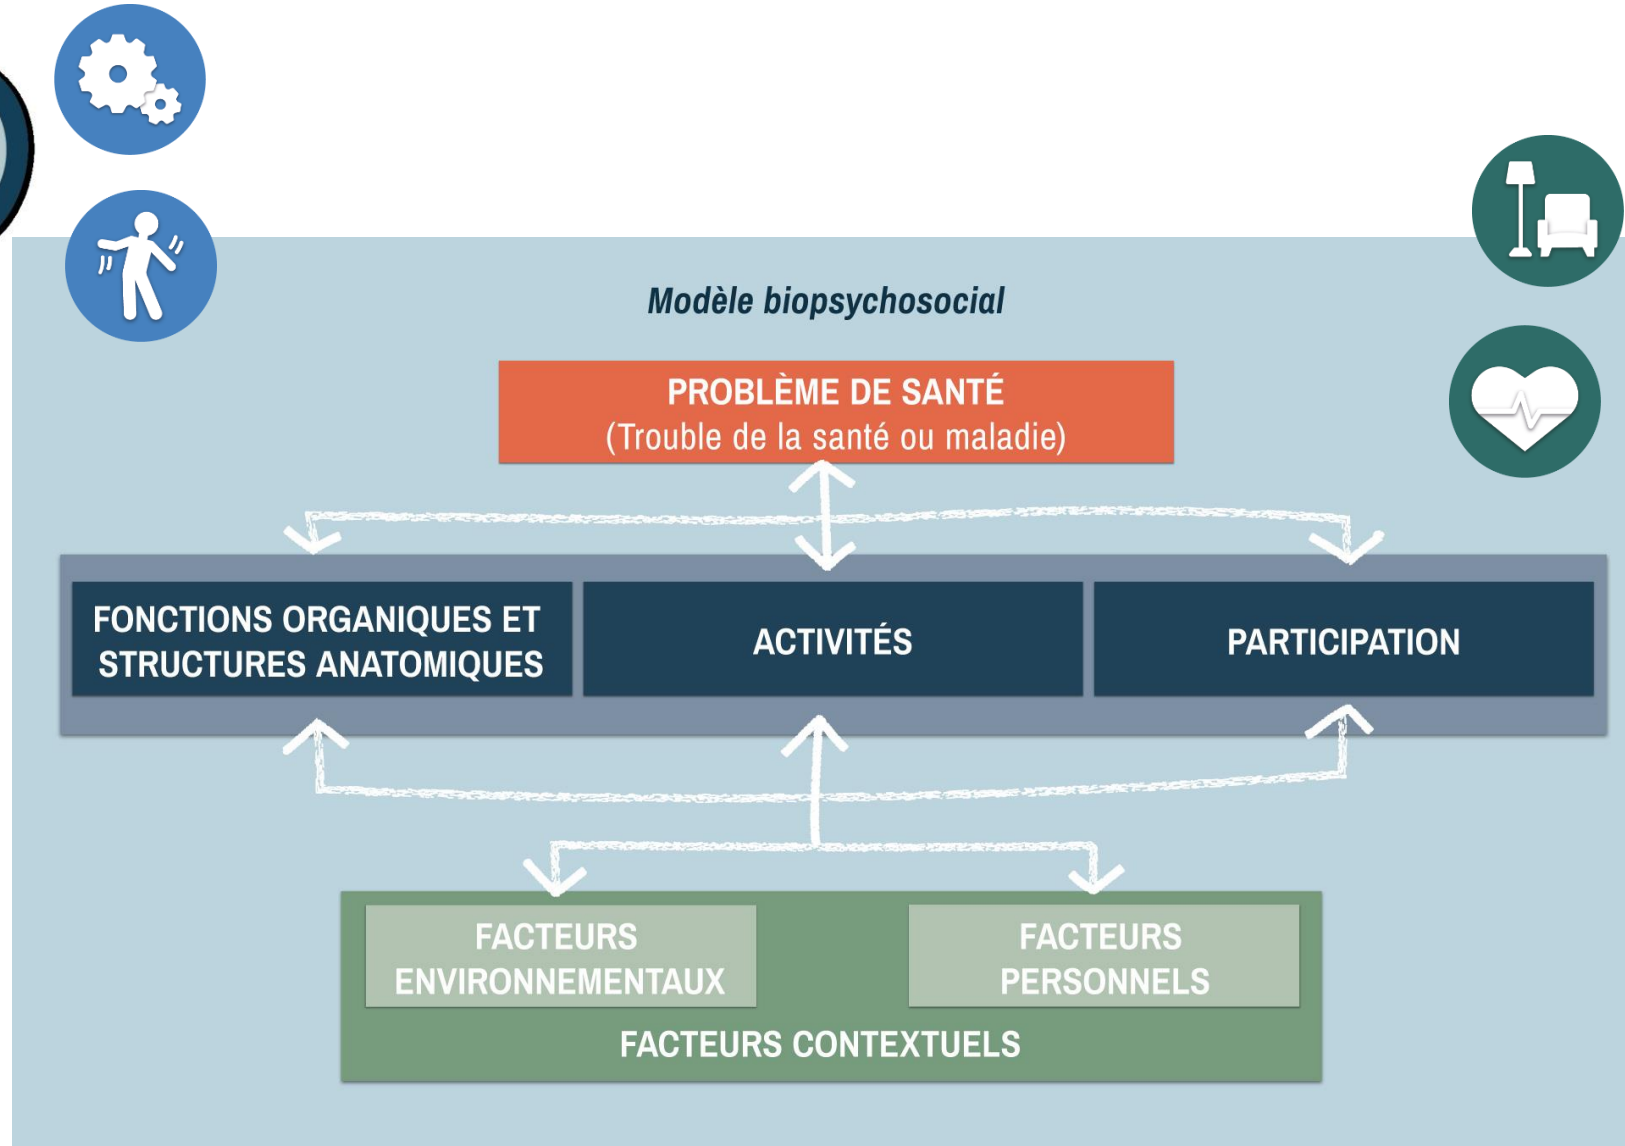 Modèle biopsychosocial
PROBLÈME DE SANTÉ
(Trouble de la santé ou maladie)
FONCTIONS ORGANIQUES ET
STRUCTURES ANATOMIQUES
ACTIVITÉS
PARTICIPATION
FACTEURS
ENVIRONNEMENTAUX
FACTEURS
PERSONNELS
FACTEURS CONTEXTUELS